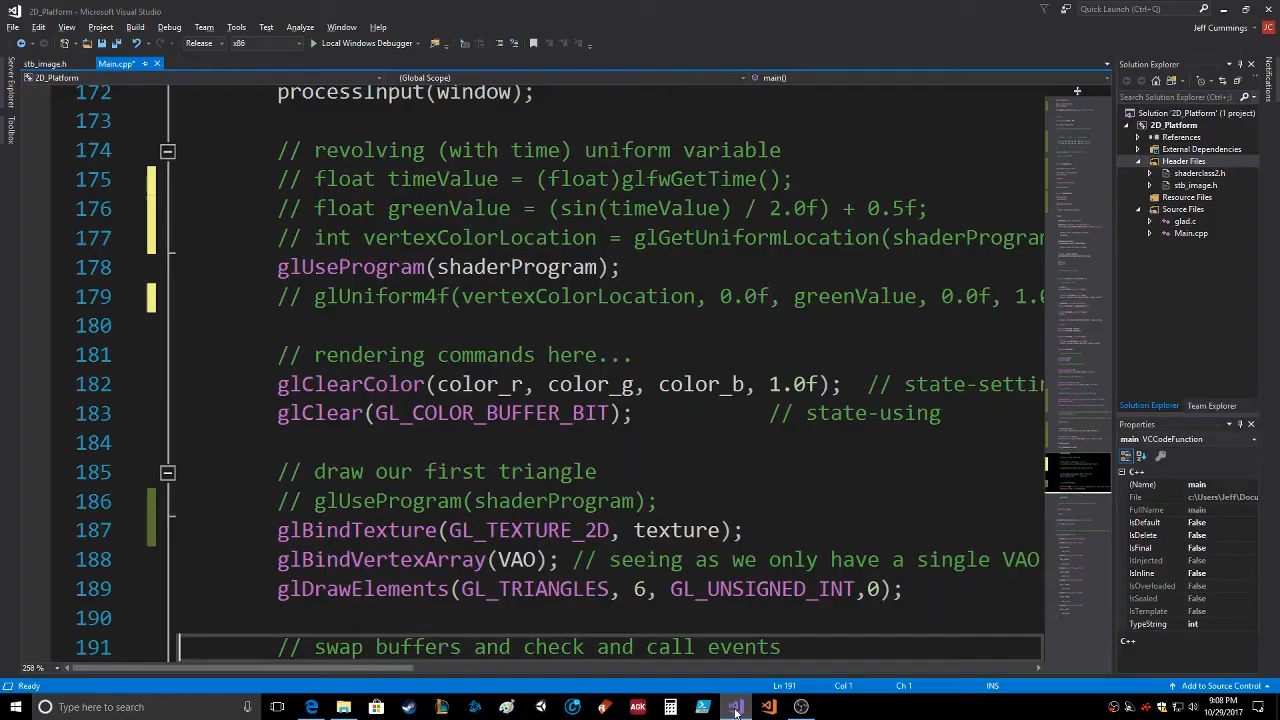 2D_Platform - Microsoft Visual Studio
Quick Launch (Ctrl+Q)
File Edit View Project Build Debug Team Tools Test Analyze Window Help
Jeff Cummings JC
Release x86 Local Windows Debugger
stb_image.h Main.cpp*
2D_Platform (Global Scope) main()
Server Explorer
Toolbox
172 processInput(window);
173
174 // revolving (with time) uniform variable
175 // float timeValue = (float)glfwGetTime();
176 // float greenValue = (sin(timeValue) / 2.0f) + 0.5f;
177 int vertexColorLocation = glGetUniformLocation(shaderProgram
178 glUseProgram(shaderProgram);
179 // glUniform4f(vertexColorLocation, 0.0f, greenValue, 0.0f, 1.0
180
181 // rendering commands here...
182 glClearColor(color_r, color_g, color_b, 1.0f); // state-settin
183 glClear(GL_COLOR_BUFFER_BIT); // state-using
184
185 // draw our first triangle
186 // glUseProgram(shaderProgram);
187 glBindTexture(GL_TEXTURE_2D, texture);
188 glBindVertexArray(VAO); // as we only have a single VAO
189 glDrawElements(GL_TRIANGLES, GL_UNSIGNED_INT,0);
190
191 // swap buffers and check and call events
258 %
Solution Explorer
Search Solution Explorer (Ctrl+;)
Solution "2D_Platform" (1 project)
2D_Platform
References
External Dependencies
Header Files
shaderclass2.h
stb_image.h
Resource Files
Source Files
glad.c
Main.cpp
Solution Explorer Team Explorer
Properties
main VCCodeFunction
C++
(Name) main
File c:\Users\Jeff\Docu
FullName main
IsDefault False
IsDelete False
IsFinal False
IsInjected False
IsInline False
IsOverloaded False
IsSealed False
IsTemplate False
TypeString int
C++
Notifications
Ready Ln 191 Col 1 Ch 1 INS Add to Source Control
Type here to search
AGK
9:08 PM
10/29/2017